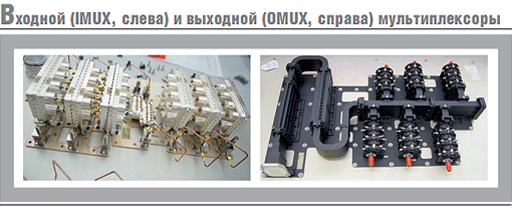 Входной (IMUX, слева) и выходной (OMUX, справа) мультиплексоры